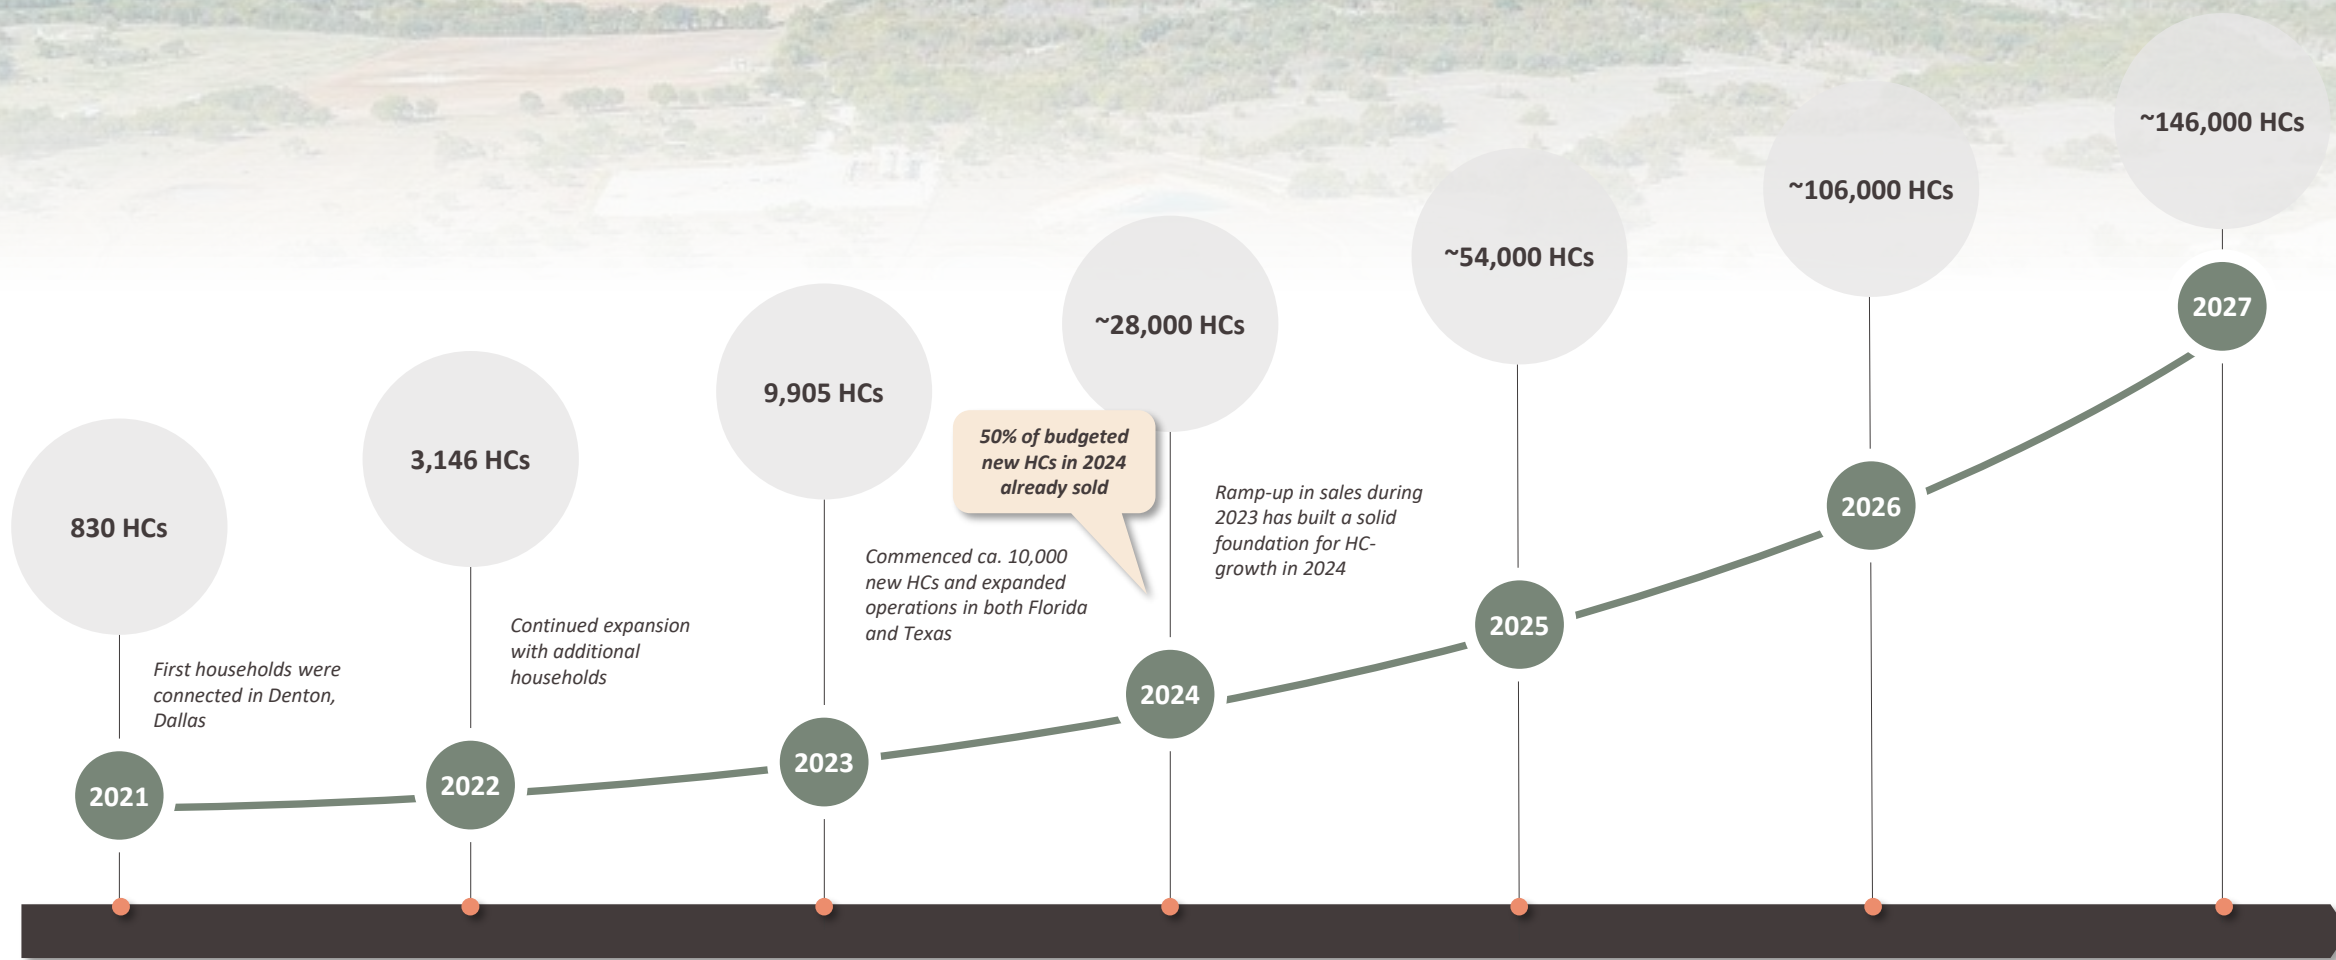 830 HCs
First households were
connected in Denton,
Dallas
2021
3,146 HCs
Continued expansion
with additional
households
2022
9,905 HCs
Commenced ca. 10,000
new HCs and expanded
operations in both Florida
and Texas
2023
~28,000 HCs
50% of budgeted
new HCs in 2024
already sold
Ramp-up in sales during
2023 has built a solid
foundation for HC-
growth in 2024
2024
~54,000 HCs
2025
~106,000 HCs
2026
~146,000 HCs
2027